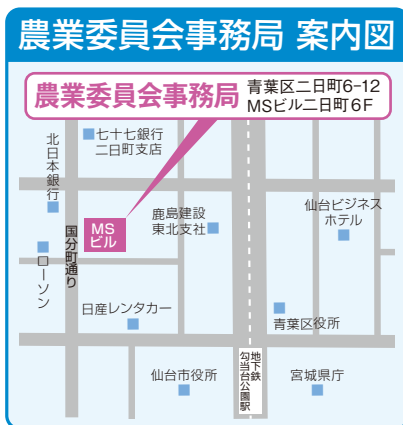 農業委員会事務局 案内図
農業委員会事務局
青葉区二日町6-12
MSビル二日町6F
七十七銀行
二日町支店
北日本銀行
国分町通り
MS
ビル
鹿島建設
東北支社
仙台ビジネス
ホテル
ローソン
日産レンタカー
青葉区役所
地下鉄
勾当台公園駅
仙台市役所
宮城県庁